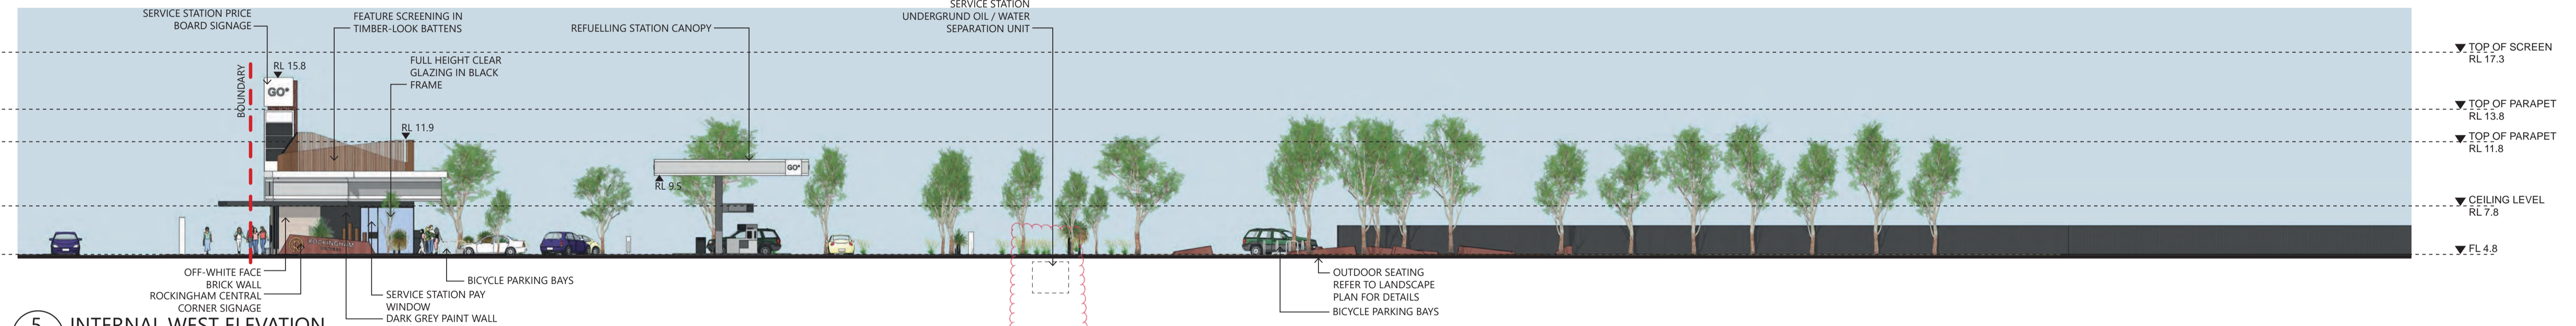 SERVICE STATION PRICE
BOARD SIGNAGE
FEATURE SCREENING IN
TIMBER-LOOK BATTENS
REFUELLING STATION CANOPY
SERVICE STATION
UNDERGRUND OIL / WATER
SEPARATION UNIT
FULL HEIGHT CLEAR
GLAZING IN BLACK
FRAME
BOUNDARY
RL 15.8
GO
RL 11.9
GO
RL 9.5
TOP OF SCREEN
RL 17.3
TOP OF PARAPET
RL 13.8
TOP OF PARAPET
RL 11.8
CEILING LEVEL
RL 7.8
FL 4.8
ROCKINGHAM
OFF-WHITE FACE
BRICK WALL
ROCKINGHAM CENTRAL
CORNER SIGNAGE
BICYCLE PARKING BAYS
SERVICE STATION PAY
WINDOW
DARK GREY PAINT WALL
OUTDOOR SEATING
REFER TO LANDSCAPE
PLAN FOR DETAILS
BICYCLE PARKING BAYS
5
INTERNAL WEST ELEVATION